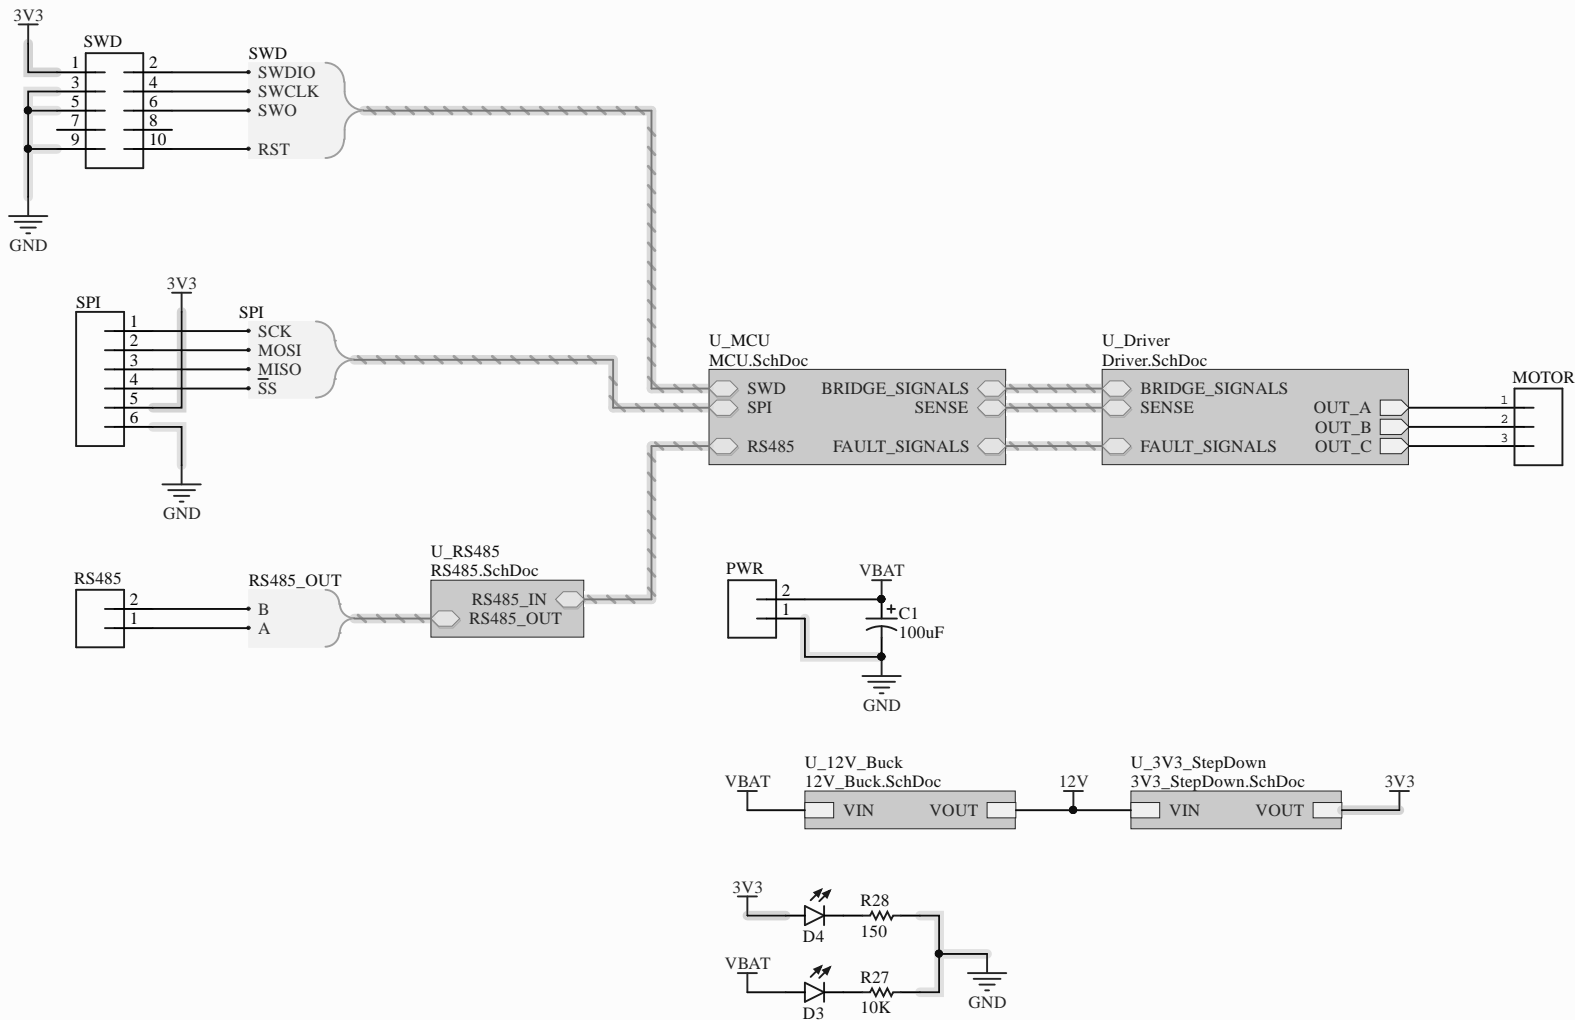 3V3
SWD
SWD
1 2 SWDIO
3 4 SWCLK
5 6 SWO
7 8
9 10 RST
GND
3V3
SPI
SPI
1 SCK
2 MOSI
3 MISO
4 S̅S
5
6
GND
U_MCU
MCU.SchDoc
SWD BRIDGE_SIGNALS
SPI SENSE
RS485 FAULT_SIGNALS
U_Driver
Driver.SchDoc
BRIDGE_SIGNALS
SENSE OUT_A
OUT_B
FAULT_SIGNALS OUT_C
MOTOR
1
2
3
RS485
RS485_OUT
2 B
1 A
U_RS485
RS485.SchDoc
RS485_IN
RS485_OUT
PWR
2
1
VBAT
+
C1
100uF
GND
U_12V_Buck
12V_Buck.SchDoc
VBAT
VIN VOUT
12V
U_3V3_StepDown
3V3_StepDown.SchDoc
VIN VOUT
3V3
3V3
D4
R28
150
VBAT
D3
R27
10K
GND